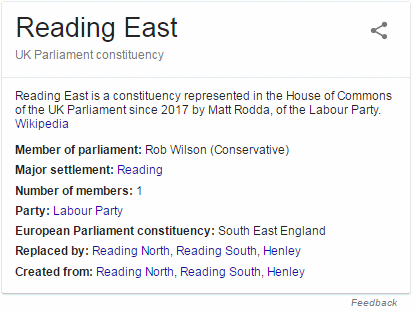 Reading East
UK Parliament constituency
Reading East is a constituency represented in the House of Commons
of the UK Parliament since 2017 by Matt Rodda, of the Labour Party.
Wikipedia
Member of parliament: Rob Wilson (Conservative)
Major settlement: Reading
Number of members: 1
Party: Labour Party
European Parliament constituency: South East England
Replaced by: Reading North, Reading South, Henley
Created from: Reading North, Reading South, Henley
Feedback